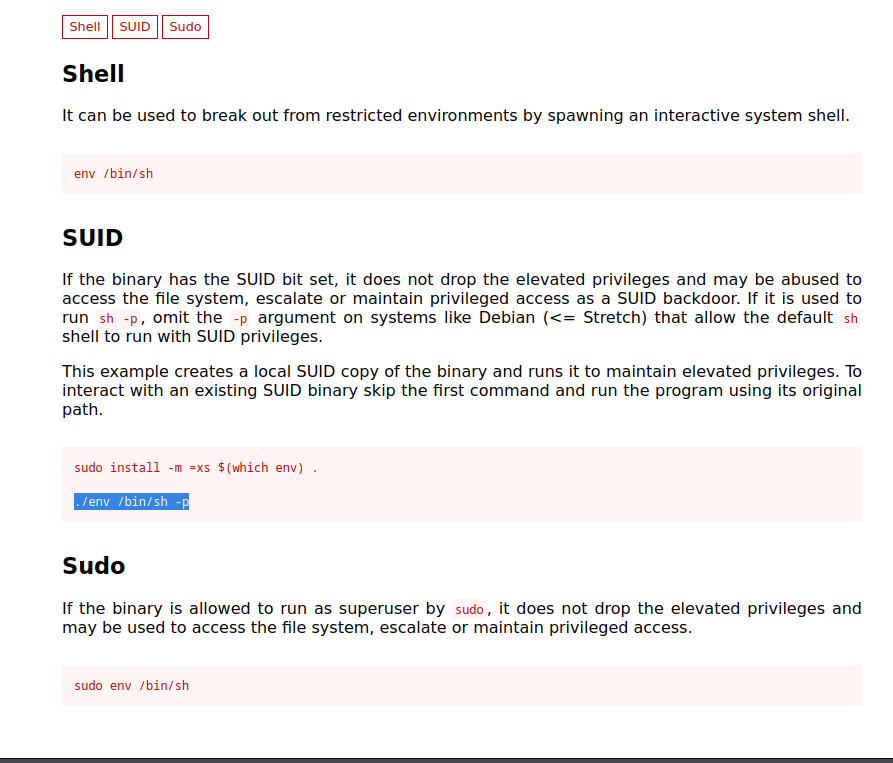 Shell SUID Sudo
Shell
It can be used to break out from restricted environments by spawning an interactive system shell.
env /bin/sh
SUID
If the binary has the SUID bit set, it does not drop the elevated privileges and may be abused to
access the file system, escalate or maintain privileged access as a SUID backdoor. If it is used to
run sh -p, omit the -p argument on systems like Debian (<= Stretch) that allow the default sh
shell to run with SUID privileges.
This example creates a local SUID copy of the binary and runs it to maintain elevated privileges. To
interact with an existing SUID binary skip the first command and run the program using its original
path.
sudo install -m =xs $(which env) .
./env /bin/sh -p
Sudo
If the binary is allowed to run as superuser by sudo, it does not drop the elevated privileges and
may be used to access the file system, escalate or maintain privileged access.
sudo env /bin/sh